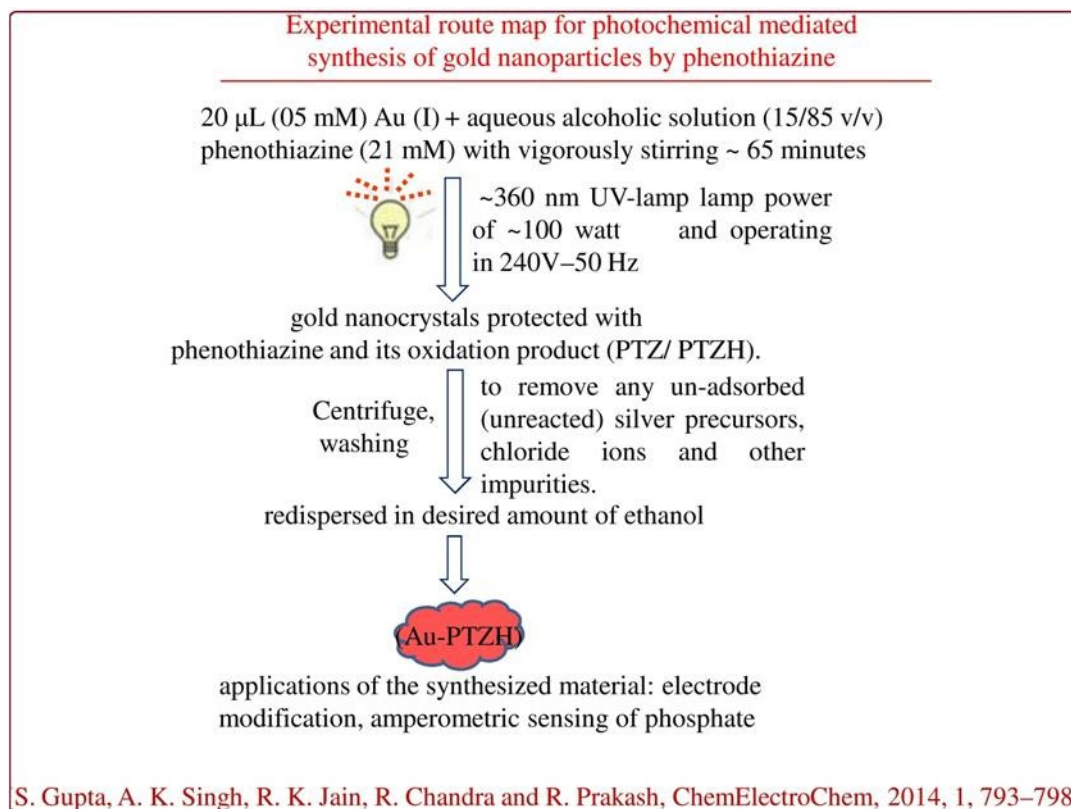 Experimental route map for photochemical mediated
synthesis of gold nanoparticles by phenothiazine
20 μL (05 mM) Au (I) + aqueous alcoholic solution (15/85 v/v)
phenothiazine (21 mM) with vigorously stirring ~ 65 minutes
~360 nm UV-lamp lamp power
of ~100 watt and operating
in 240V–50 Hz
gold nanocrystals protected with
phenothiazine and its oxidation product (PTZ/ PTZH).
Centrifuge,
washing
to remove any un-adsorbed
(unreacted) silver precursors,
chloride ions and other
impurities.
redispersed in desired amount of ethanol
(Au-PTZH)
applications of the synthesized material: electrode
modification, amperometric sensing of phosphate
S. Gupta, A. K. Singh, R. K. Jain, R. Chandra and R. Prakash, ChemElectroChem, 2014, 1, 793–798